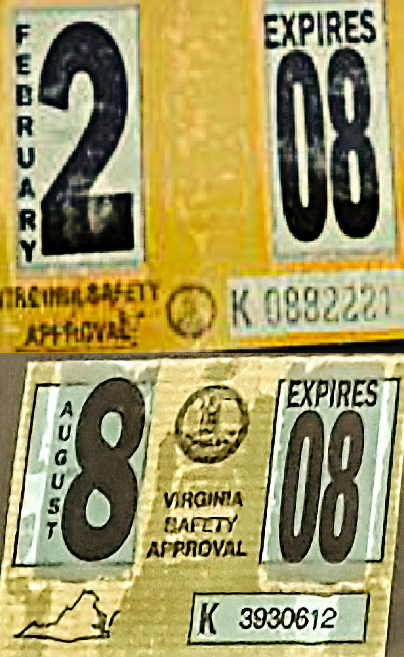 FEBRUARY
2
EXPIRES
08
VIRGINIA SAFETY
APPROVAL
K 0882221
AUGUST
8
EXPIRES
08
VIRGINIA
SAFETY
APPROVAL
K 3930612